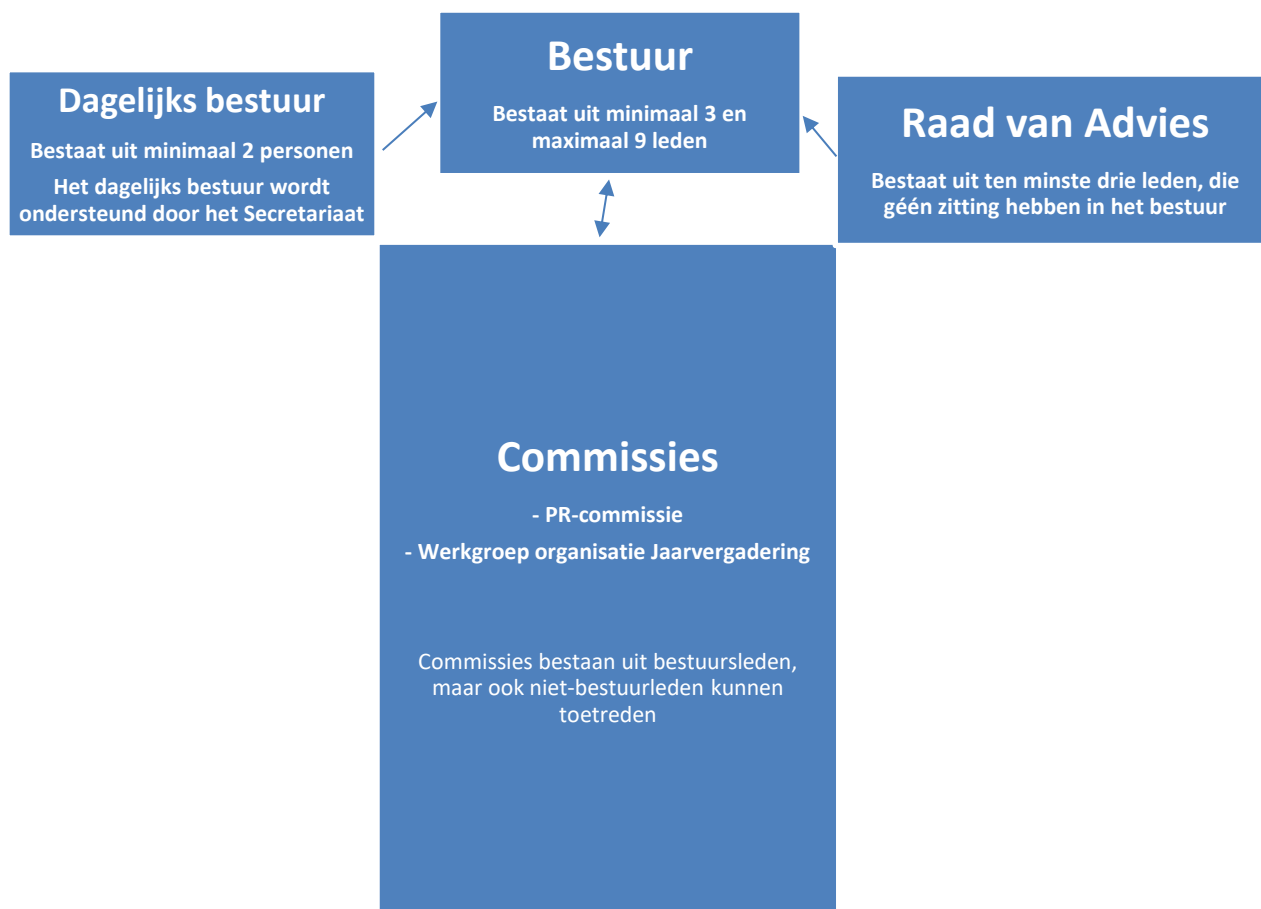 Dagelijks bestuur
Bestaat uit minimaal 2 personen
Het dagelijks bestuur wordt
ondersteund door het Secretariaat
Bestuur
Bestaat uit minimaal 3 en
maximaal 9 leden
Raad van Advies
Bestaat uit ten minste drie leden, die
géén zitting hebben in het bestuur
Commissies
- PR-commissie
- Werkgroep organisatie Jaarvergadering
Commissies bestaan uit bestuursleden,
maar ook niet-bestuurleden kunnen
toetreden